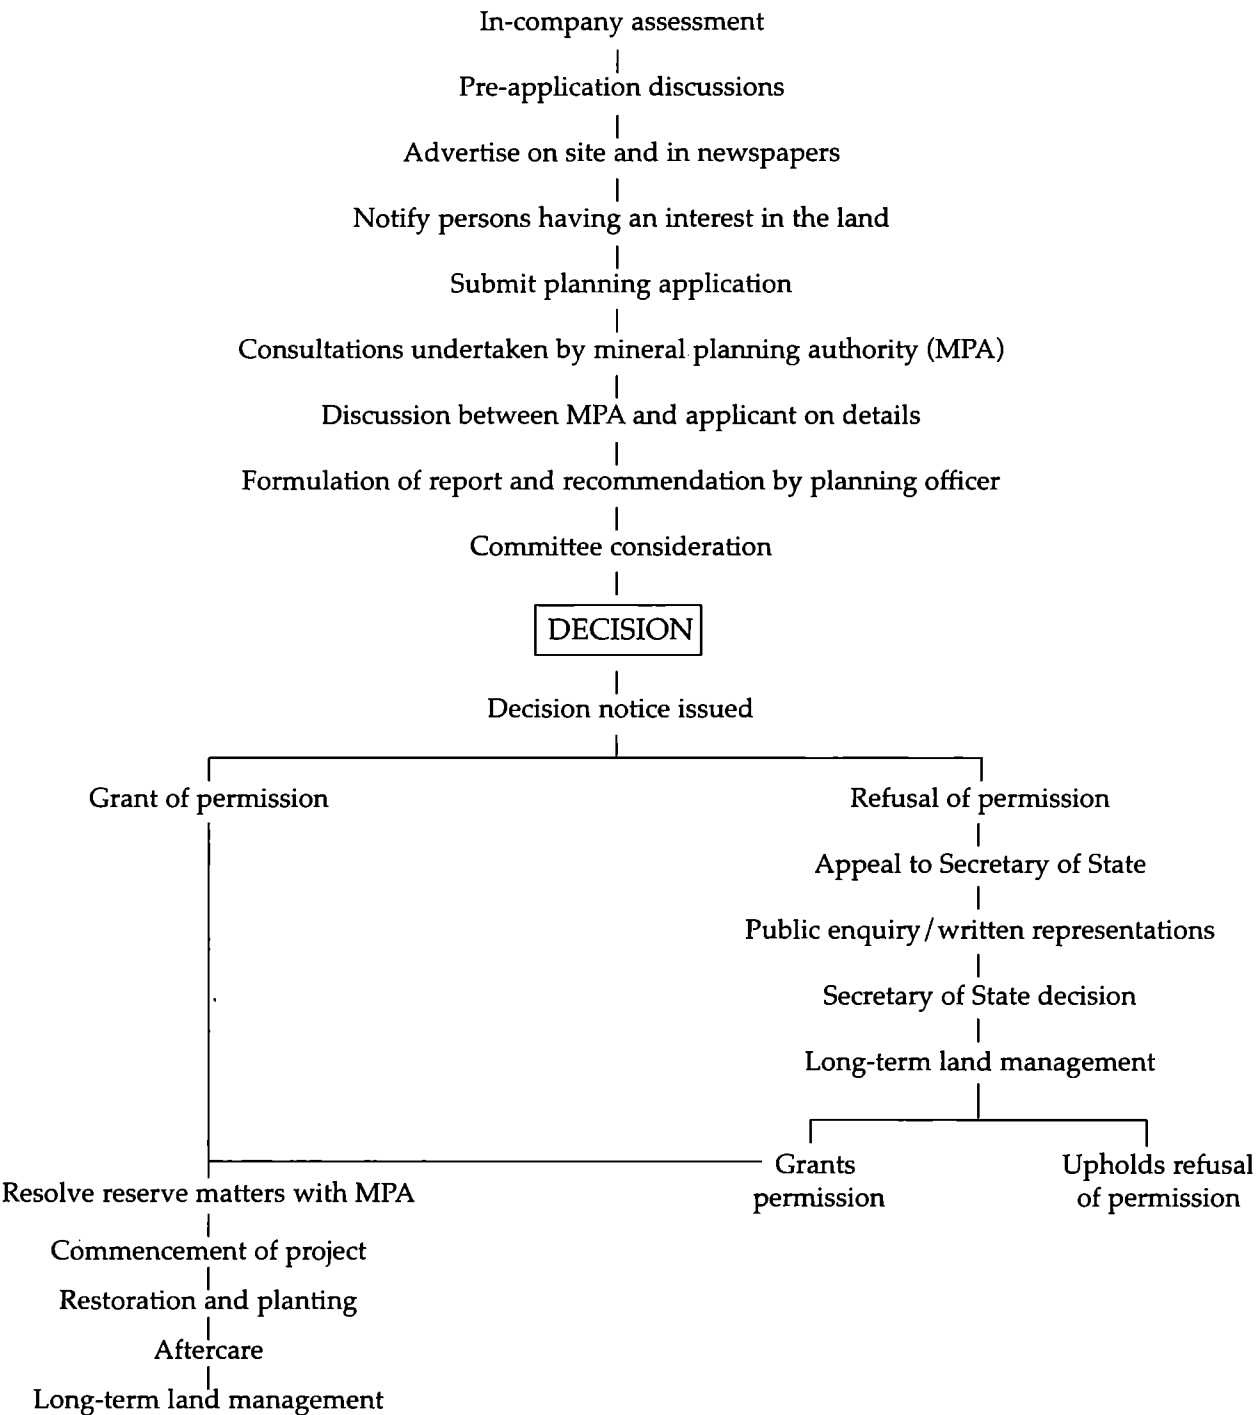 In-company assessment
Pre-application discussions
Advertise on site and in newspapers
Notify persons having an interest in the land
Submit planning application
Consultations undertaken by mineral planning authority (MPA)
Discussion between MPA and applicant on details
Formulation of report and recommendation by planning officer
Committee consideration
DECISION
Decision notice issued
Grant of permission
Refusal of permission
Appeal to Secretary of State
Public enquiry/written representations
Secretary of State decision
Long-term land management
Grants
permission
Upholds refusal
of permission
Resolve reserve matters with MPA
Commencement of project
Restoration and planting
Aftercare
Long-term land management